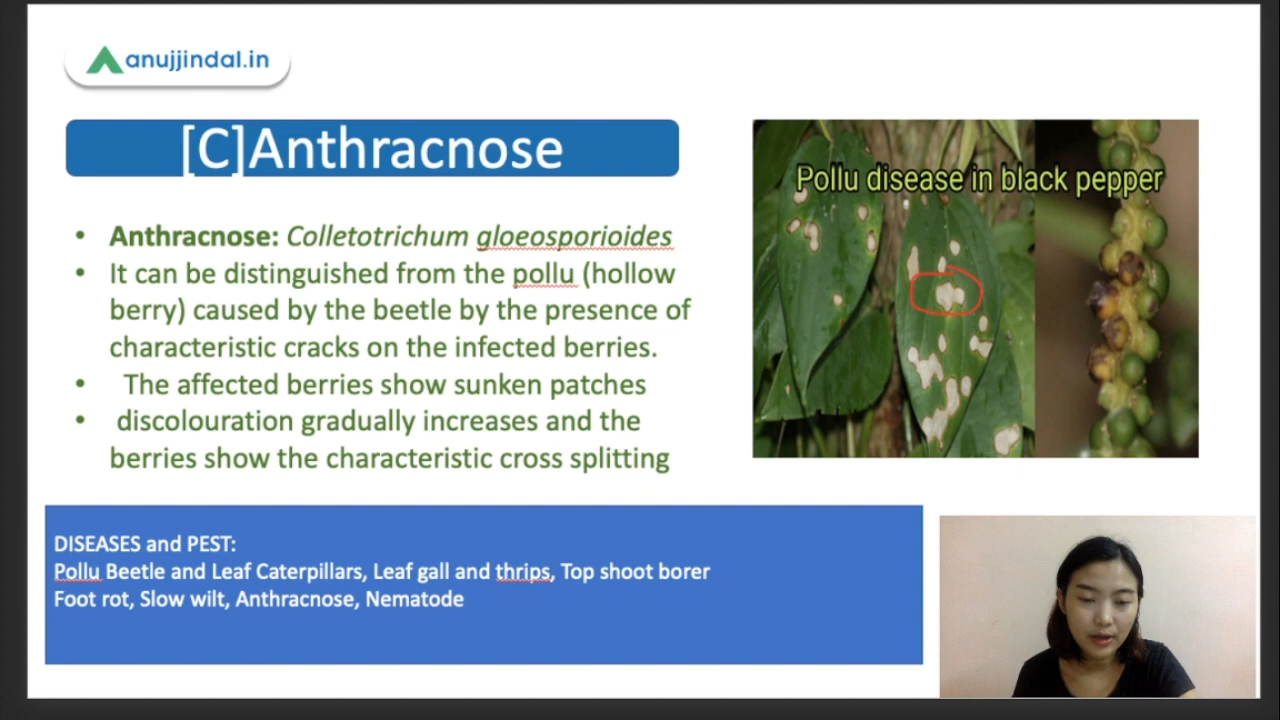 anujjindal.in
[C]Anthracnose
Pollu disease in black pepper
• Anthracnose: Colletotrichum gloeosporioides
• It can be distinguished from the pollu (hollow
berry) caused by the beetle by the presence of
characteristic cracks on the infected berries.
• The affected berries show sunken patches
• discolouration gradually increases and the
berries show the characteristic cross splitting
DISEASES and PEST:
Pollu Beetle and Leaf Caterpillars, Leaf gall and thrips, Top shoot borer
Foot rot, Slow wilt, Anthracnose, Nematode